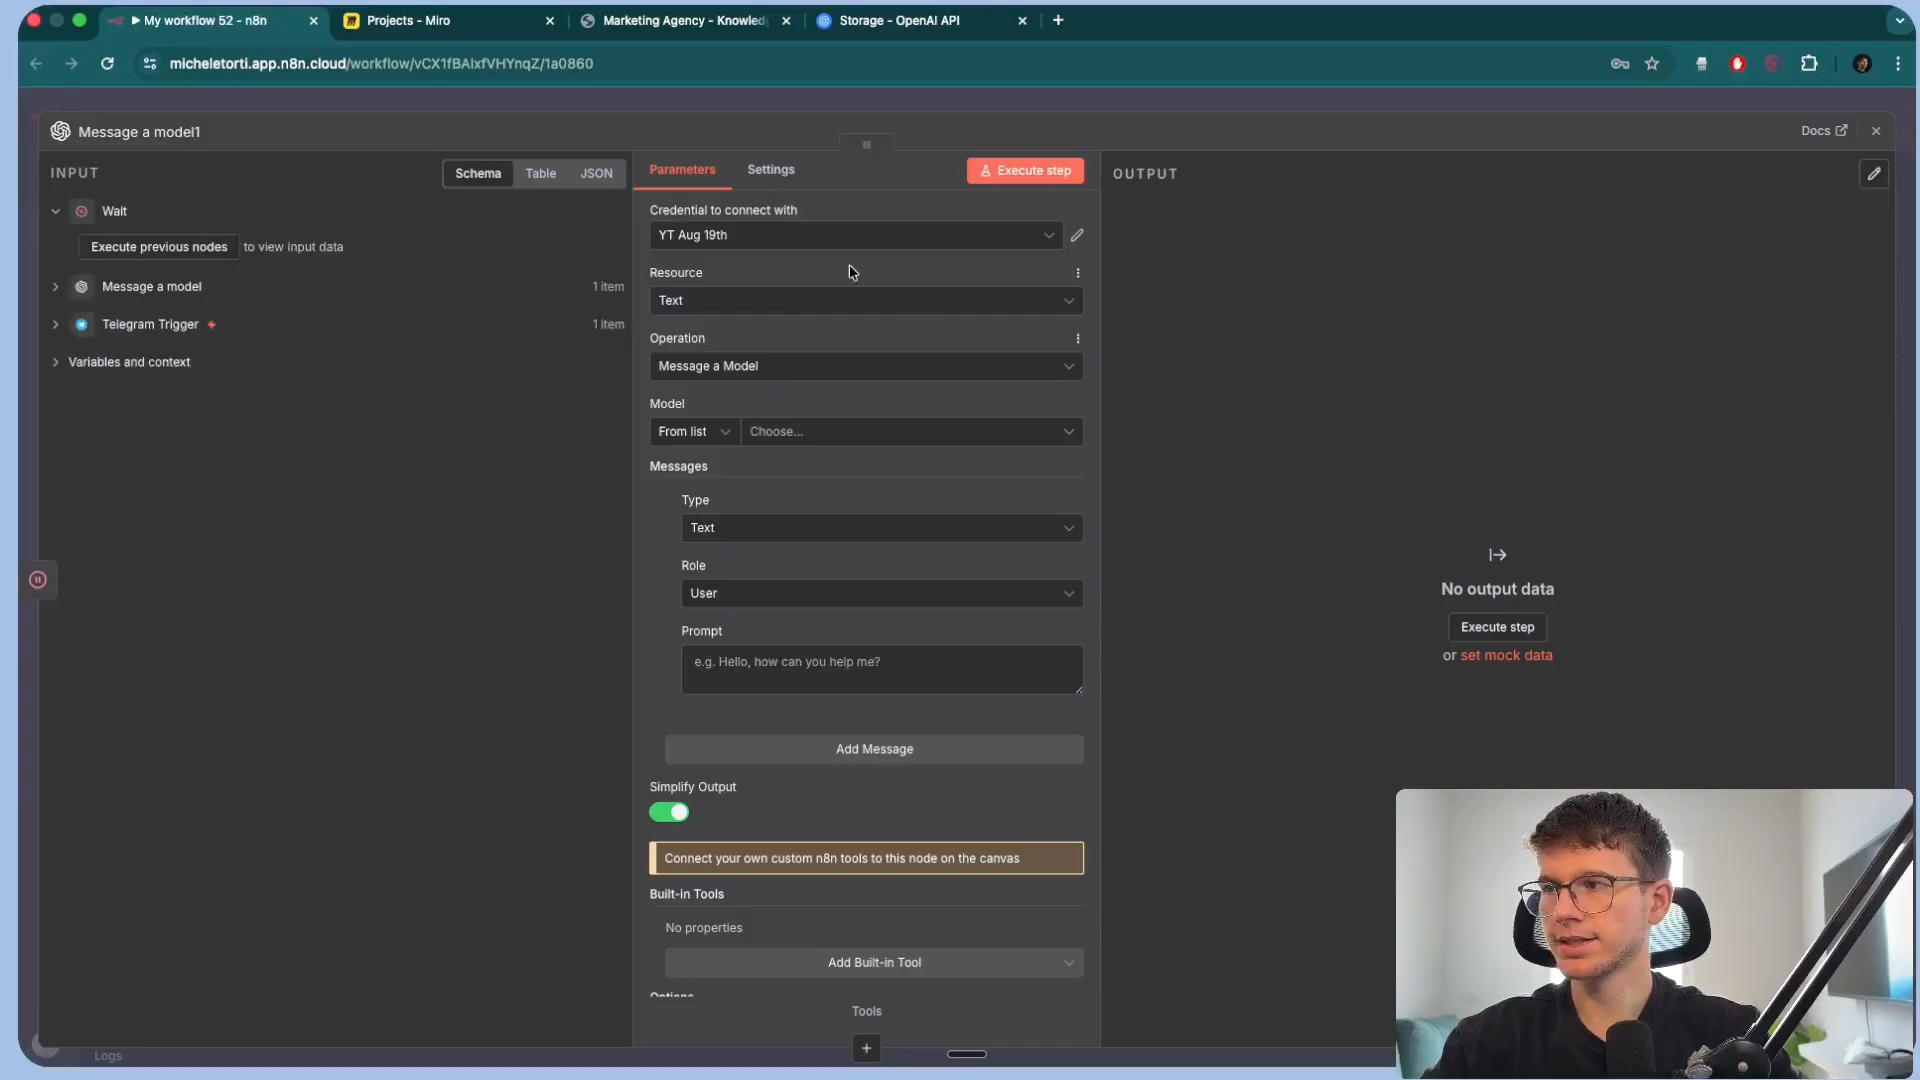 My workflow 52 - n8n
Projects - Miro
Marketing Agency - Knowled
Storage - OpenAI API
micheletorti.app.n8n.cloud/workflow/vCX1fBAIxfVHYnqZ/1a0860
Message a model1
Docs
INPUT
Schema
Table
JSON
Wait
Execute previous nodes to view input data
Message a model
1 item
Telegram Trigger
1 item
Variables and context
Parameters
Settings
Execute step
Credential to connect with
YT Aug 19th
Resource
Text
Operation
Message a Model
Model
From list
Choose...
Messages
Type
Text
Role
User
Prompt
e.g. Hello, how can you help me?
Add Message
Simplify Output
Connect your own custom n8n tools to this node on the canvas
Built-in Tools
No properties
Add Built-in Tool
Options
Tools
OUTPUT
No output data
Execute step
or set mock data
Logs